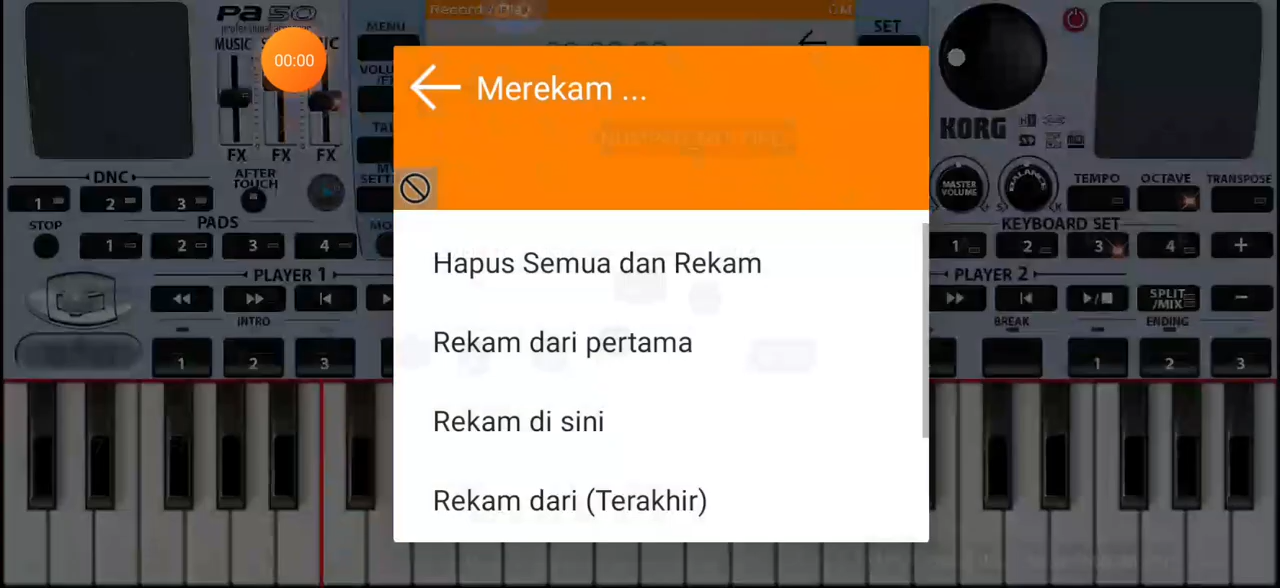 Pa 50
MENU
Record / Play
SET
MUSIC
00:00
Merekam ...
KORG
FX
FX
FX
DNC
AFTER
TOUCH
1
2
3
MASTER
VOLUME
BALANCE
TEMPO
OCTAVE
TRANSPOSE
STOP
PADS
KEYBOARD SET
1
2
3
4
1
2
3
4
+
Hapus Semua dan Rekam
PLAYER 1
PLAYER 2
SPLIT
/MIX
INTRO
BREAK
ENDING
Rekam dari pertama
1
2
3
1
2
3
Rekam di sini
Rekam dari (Terakhir)